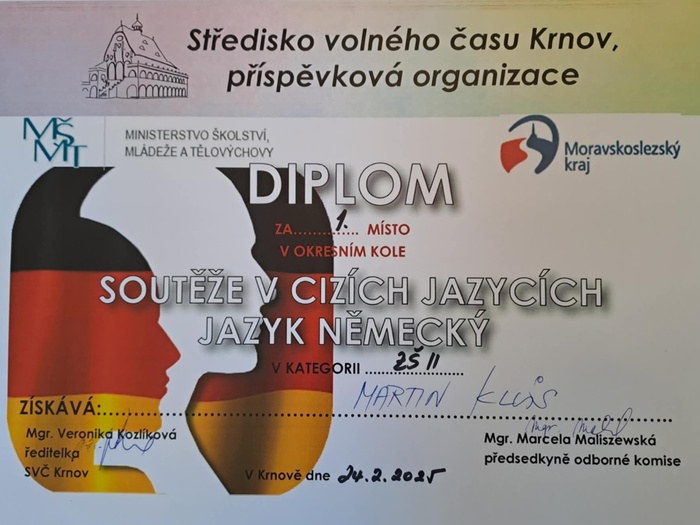 Středisko volného času Krnov,
příspěvková organizace
MŠMT
MINISTERSTVO ŠKOLSTVÍ,
MLÁDEŽE A TĚLOVÝCHOVY
Moravskoslezský
kraj
DIPLOM
ZA......1...... MÍSTO
V OKRESNÍM KOLE
SOUTĚŽE V CIZÍCH JAZYCÍCH
JAZYK NĚMECKÝ
V KATEGORII ......ZŠ II......
ZÍSKÁVÁ:...... MARTIN
Mgr. Veronika Kozlíková
ředitelka
SVČ Krnov
Mgr. Marcela Maliszewská
předsedkyně odborné komise
V Krnově dne 24.2.2025